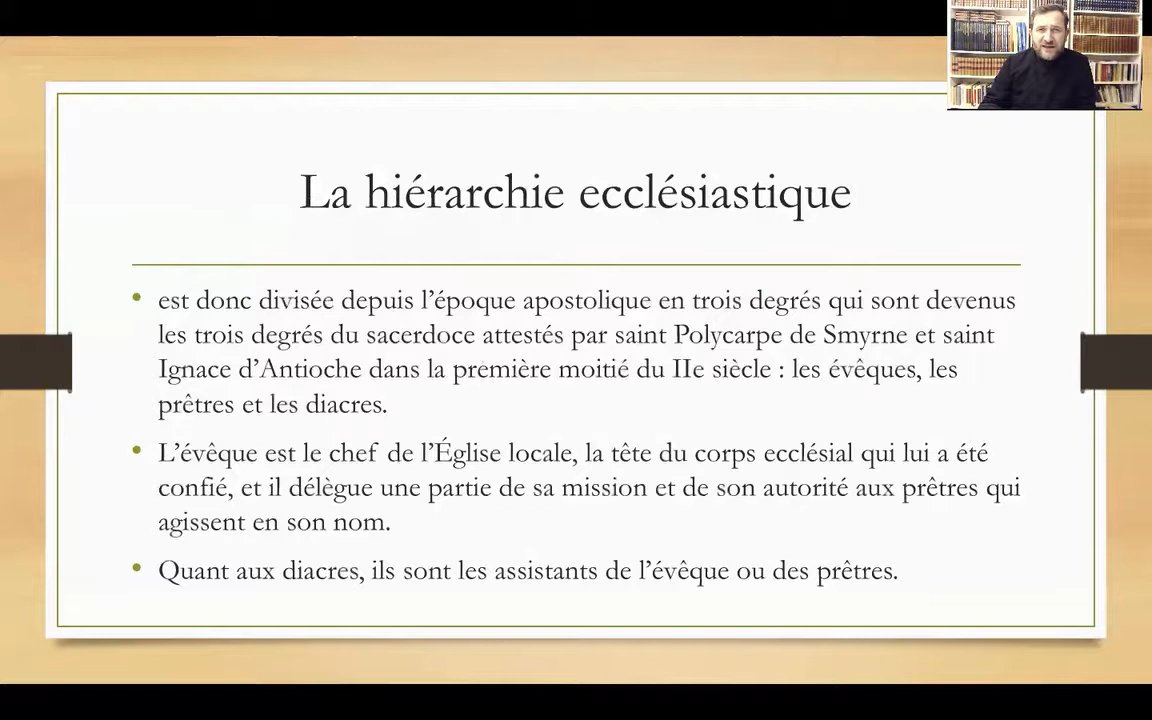 La hiérarchie ecclésiastique
• est donc divisée depuis l’époque apostolique en trois degrés qui sont devenus
les trois degrés du sacerdoce attestés par saint Polycarpe de Smyrne et saint
Ignace d’Antioche dans la première moitié du IIe siècle : les évêques, les
prêtres et les diacres.
• L’évêque est le chef de l’Église locale, la tête du corps ecclésial qui lui a été
confié, et il délègue une partie de sa mission et de son autorité aux prêtres qui
agissent en son nom.
• Quant aux diacres, ils sont les assistants de l’évêque ou des prêtres.